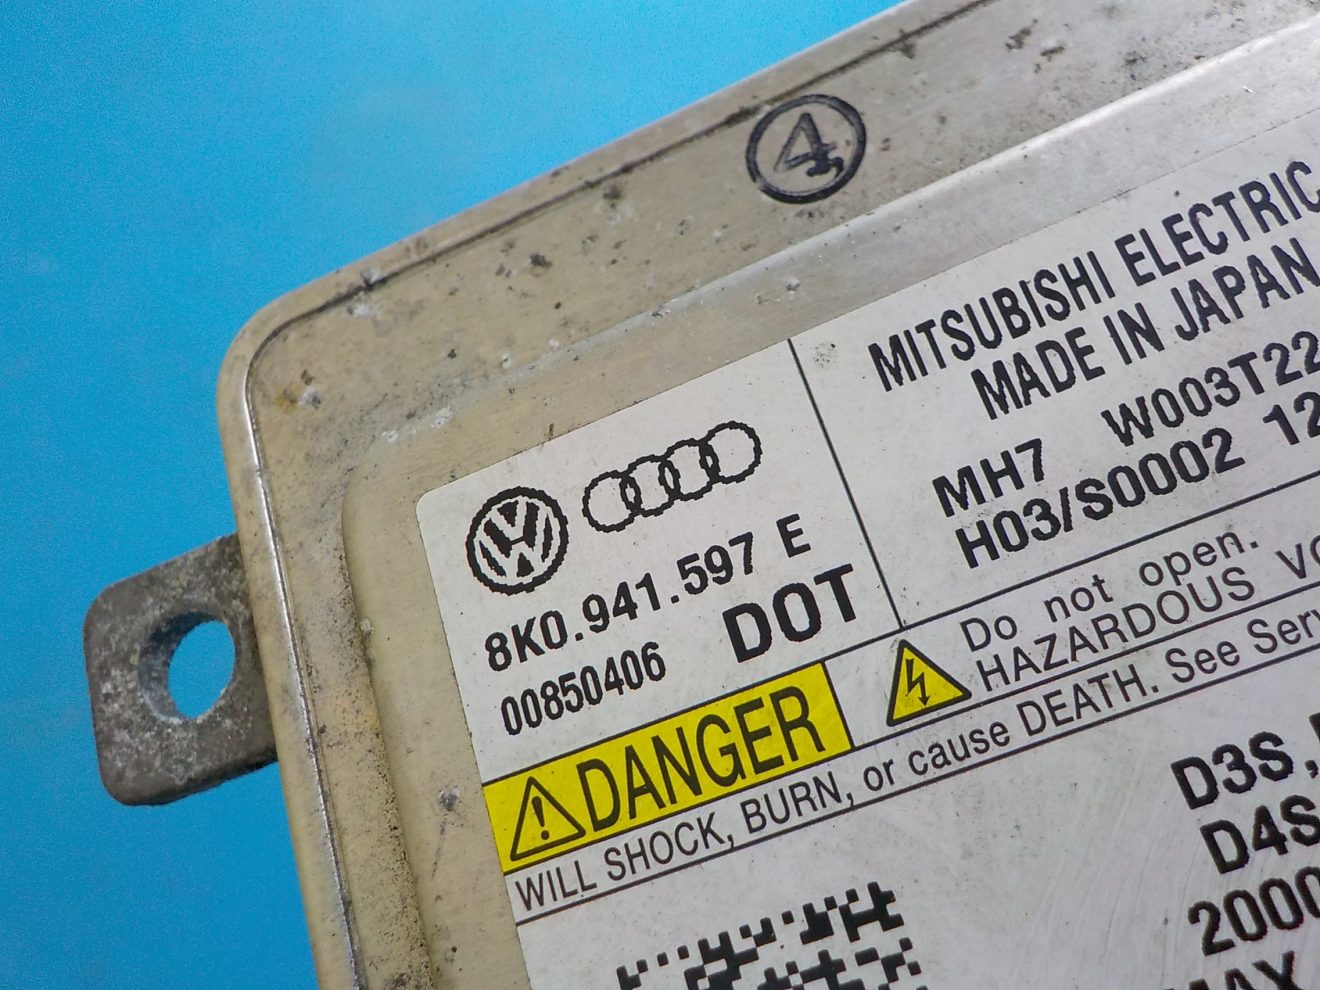 4
MITSUBISHI ELECTRIC
MADE IN JAPAN
MH7 W003T22
H03/S0002 12
8K0.941.597 E
00850406 DOT
Do not open.
HAZARDOUS
DANGER
WILL SHOCK, BURN, or cause DEATH. See
D3S,
D4S
2000